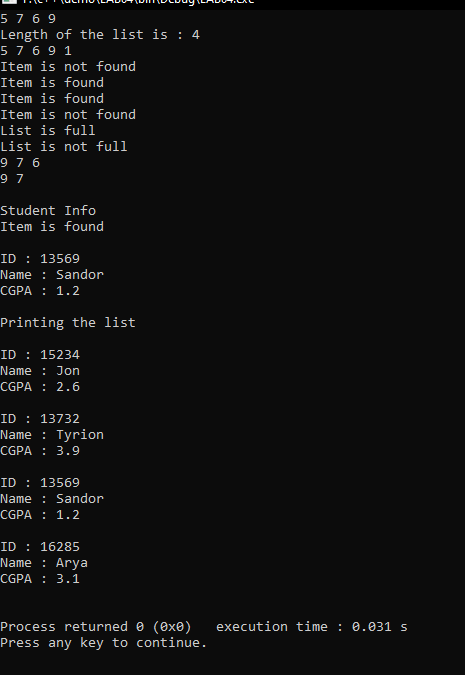 5 7 6 9
Length of the list is : 4
5 7 6 9 1
Item is not found
Item is found
Item is found
Item is not found
List is full
List is not full
9 7 6
9 7
Student Info
Item is found
ID : 13569
Name : Sandor
CGPA : 1.2
Printing the list
ID : 15234
Name : Jon
CGPA : 2.6
ID : 13732
Name : Tyrion
CGPA : 3.9
ID : 13569
Name : Sandor
CGPA : 1.2
ID : 16285
Name : Arya
CGPA : 3.1
Process returned 0 (0x0)   execution time : 0.031 s
Press any key to continue.